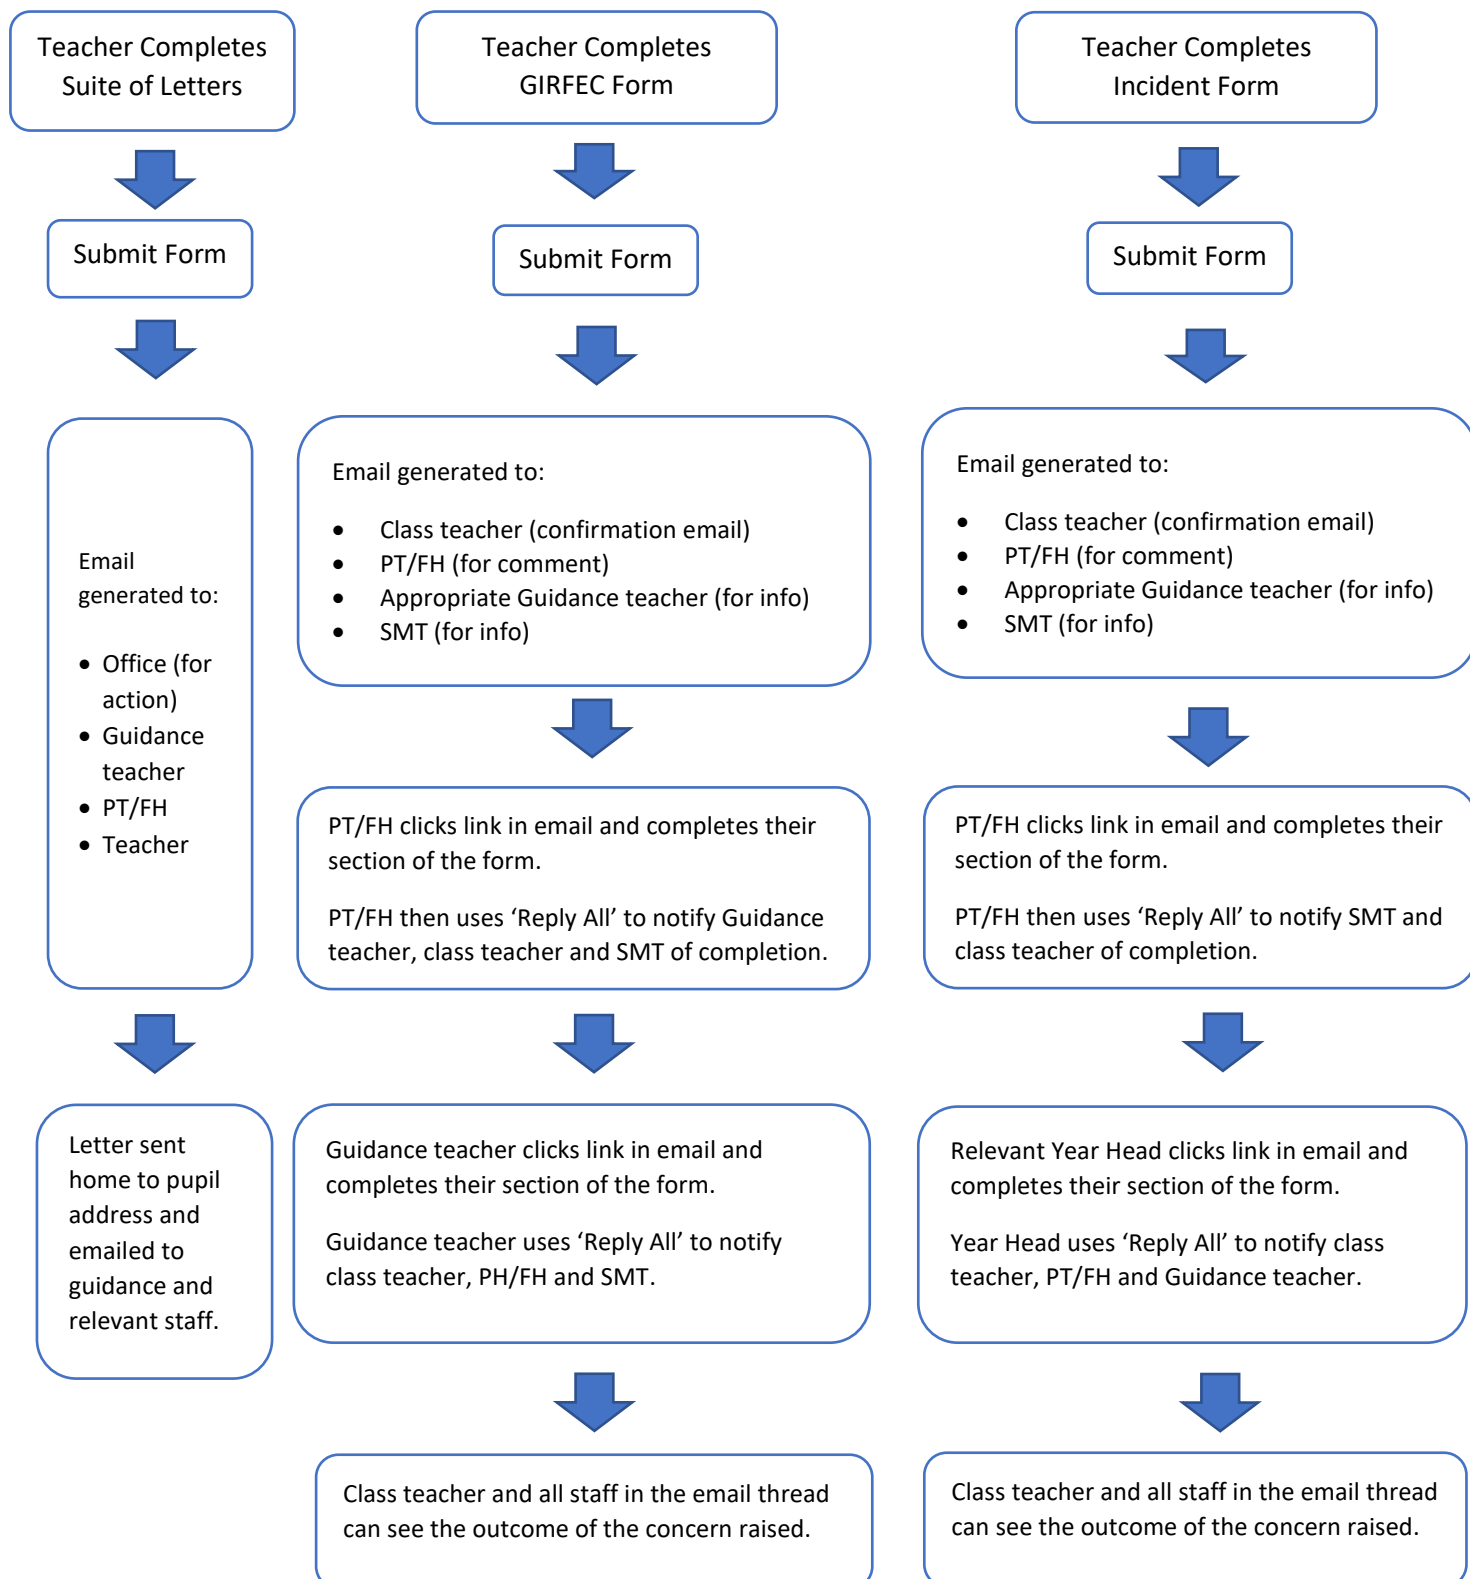 Teacher Completes
Suite of Letters
Submit Form
Email
generated to:
• Office (for
action)
• Guidance
teacher
• PT/FH
• Teacher
Letter sent
home to pupil
address and
emailed to
guidance and
relevant staff.
Teacher Completes
GIRFEC Form
Submit Form
Email generated to:
• Class teacher (confirmation email)
• PT/FH (for comment)
• Appropriate Guidance teacher (for info)
• SMT (for info)
PT/FH clicks link in email and completes their
section of the form.
PT/FH then uses ‘Reply All’ to notify Guidance
teacher, class teacher and SMT of completion.
Guidance teacher clicks link in email and
completes their section of the form.
Guidance teacher uses ‘Reply All’ to notify
class teacher, PH/FH and SMT.
Class teacher and all staff in the email thread
can see the outcome of the concern raised.
Teacher Completes
Incident Form
Submit Form
Email generated to:
• Class teacher (confirmation email)
• PT/FH (for comment)
• Appropriate Guidance teacher (for info)
• SMT (for info)
PT/FH clicks link in email and completes their
section of the form.
PT/FH then uses ‘Reply All’ to notify SMT and
class teacher of completion.
Relevant Year Head clicks link in email and
completes their section of the form.
Year Head uses ‘Reply All’ to notify class
teacher, PT/FH and Guidance teacher.
Class teacher and all staff in the email thread
can see the outcome of the concern raised.